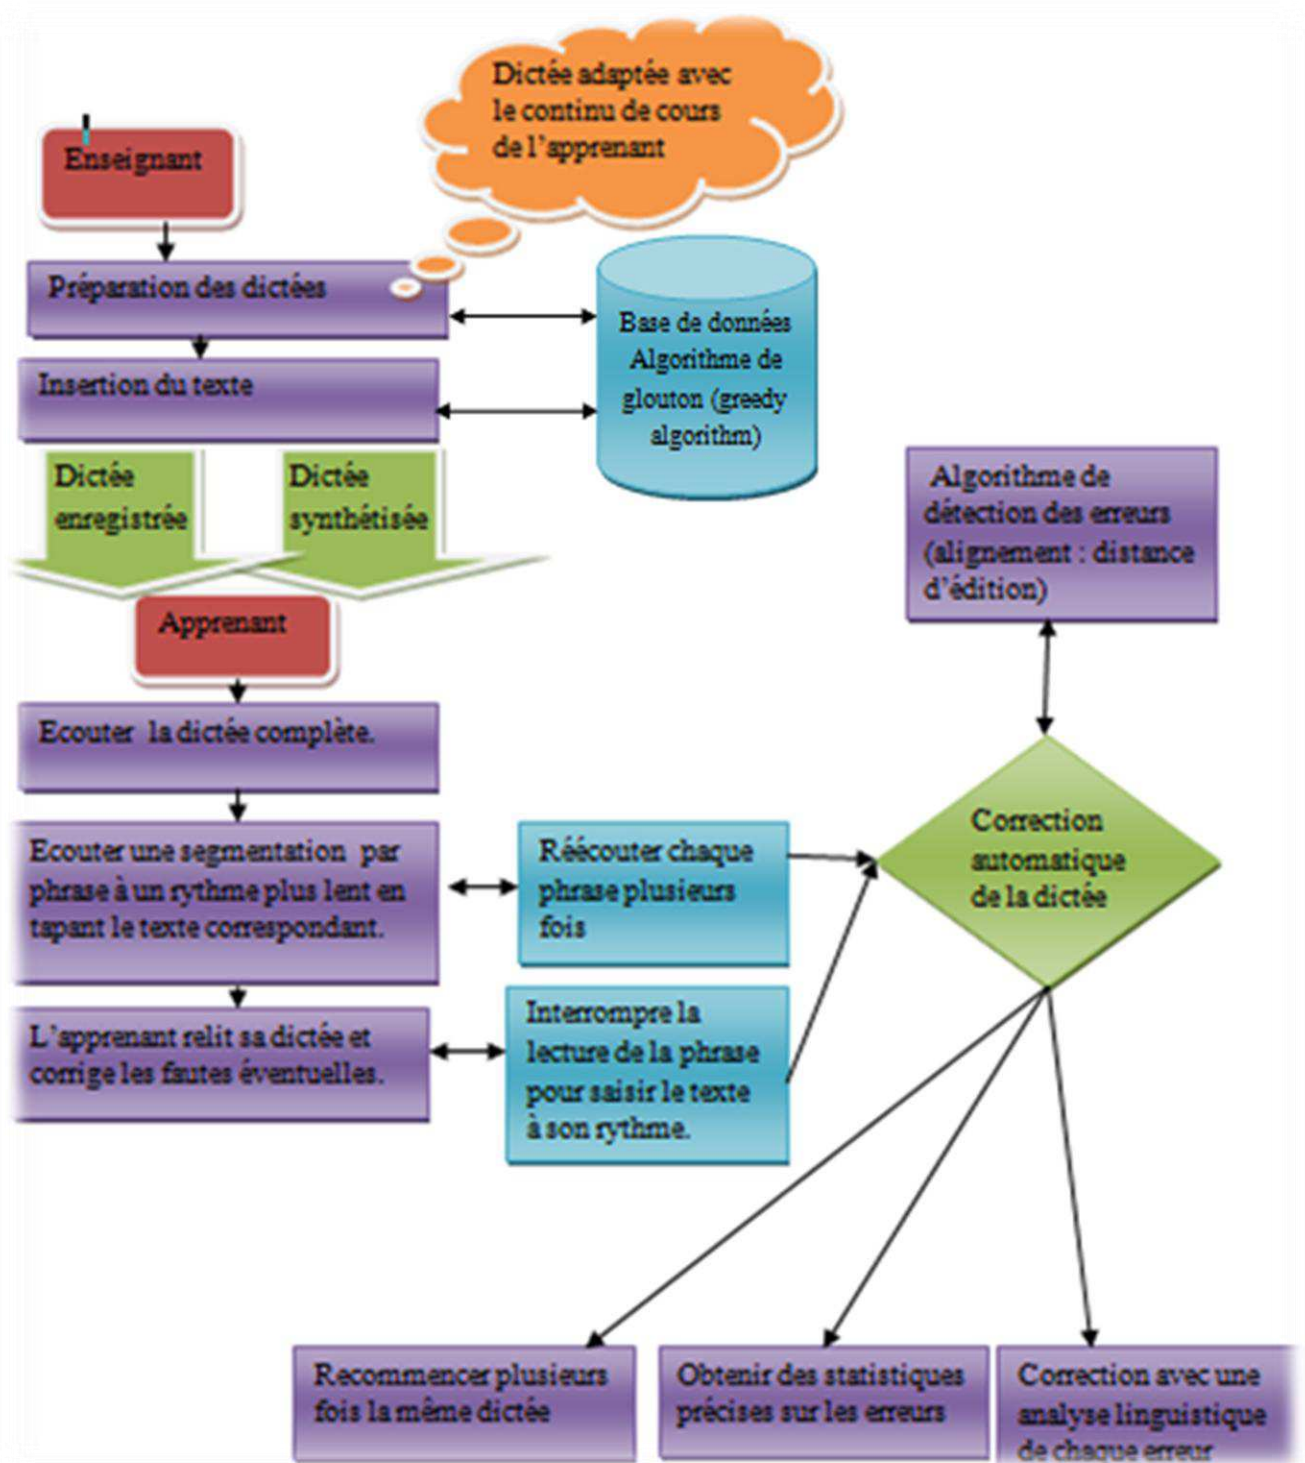 Dictée adaptée avec
le continu de cours
de l'apprenant
Enseignant
Préparation des dictées
Base de données
Algorithme de
glouton (greedy
algorithm)
Insertion du texte
Dictée
enregistrée
Dictée
synthétisée
Algorithme de
détection des erreurs
(alignement : distance
d'édition)
Apprenant
Ecouter la dictée complète.
Ecouter une segmentation par
phrase à un rythme plus lent en
tapant le texte correspondant.
Réécouter chaque
phrase plusieurs
fois
Correction
automatique
de la dictée
L'apprenant relit sa dictée et
corrige les fautes éventuelles.
Interrompre la
lecture de la phrase
pour saisir le texte
à son rythme.
Recommencer plusieurs
fois la même dictée
Obtenir des statistiques
précises sur les erreurs
Correction avec une
analyse linguistique
de chaque erreur